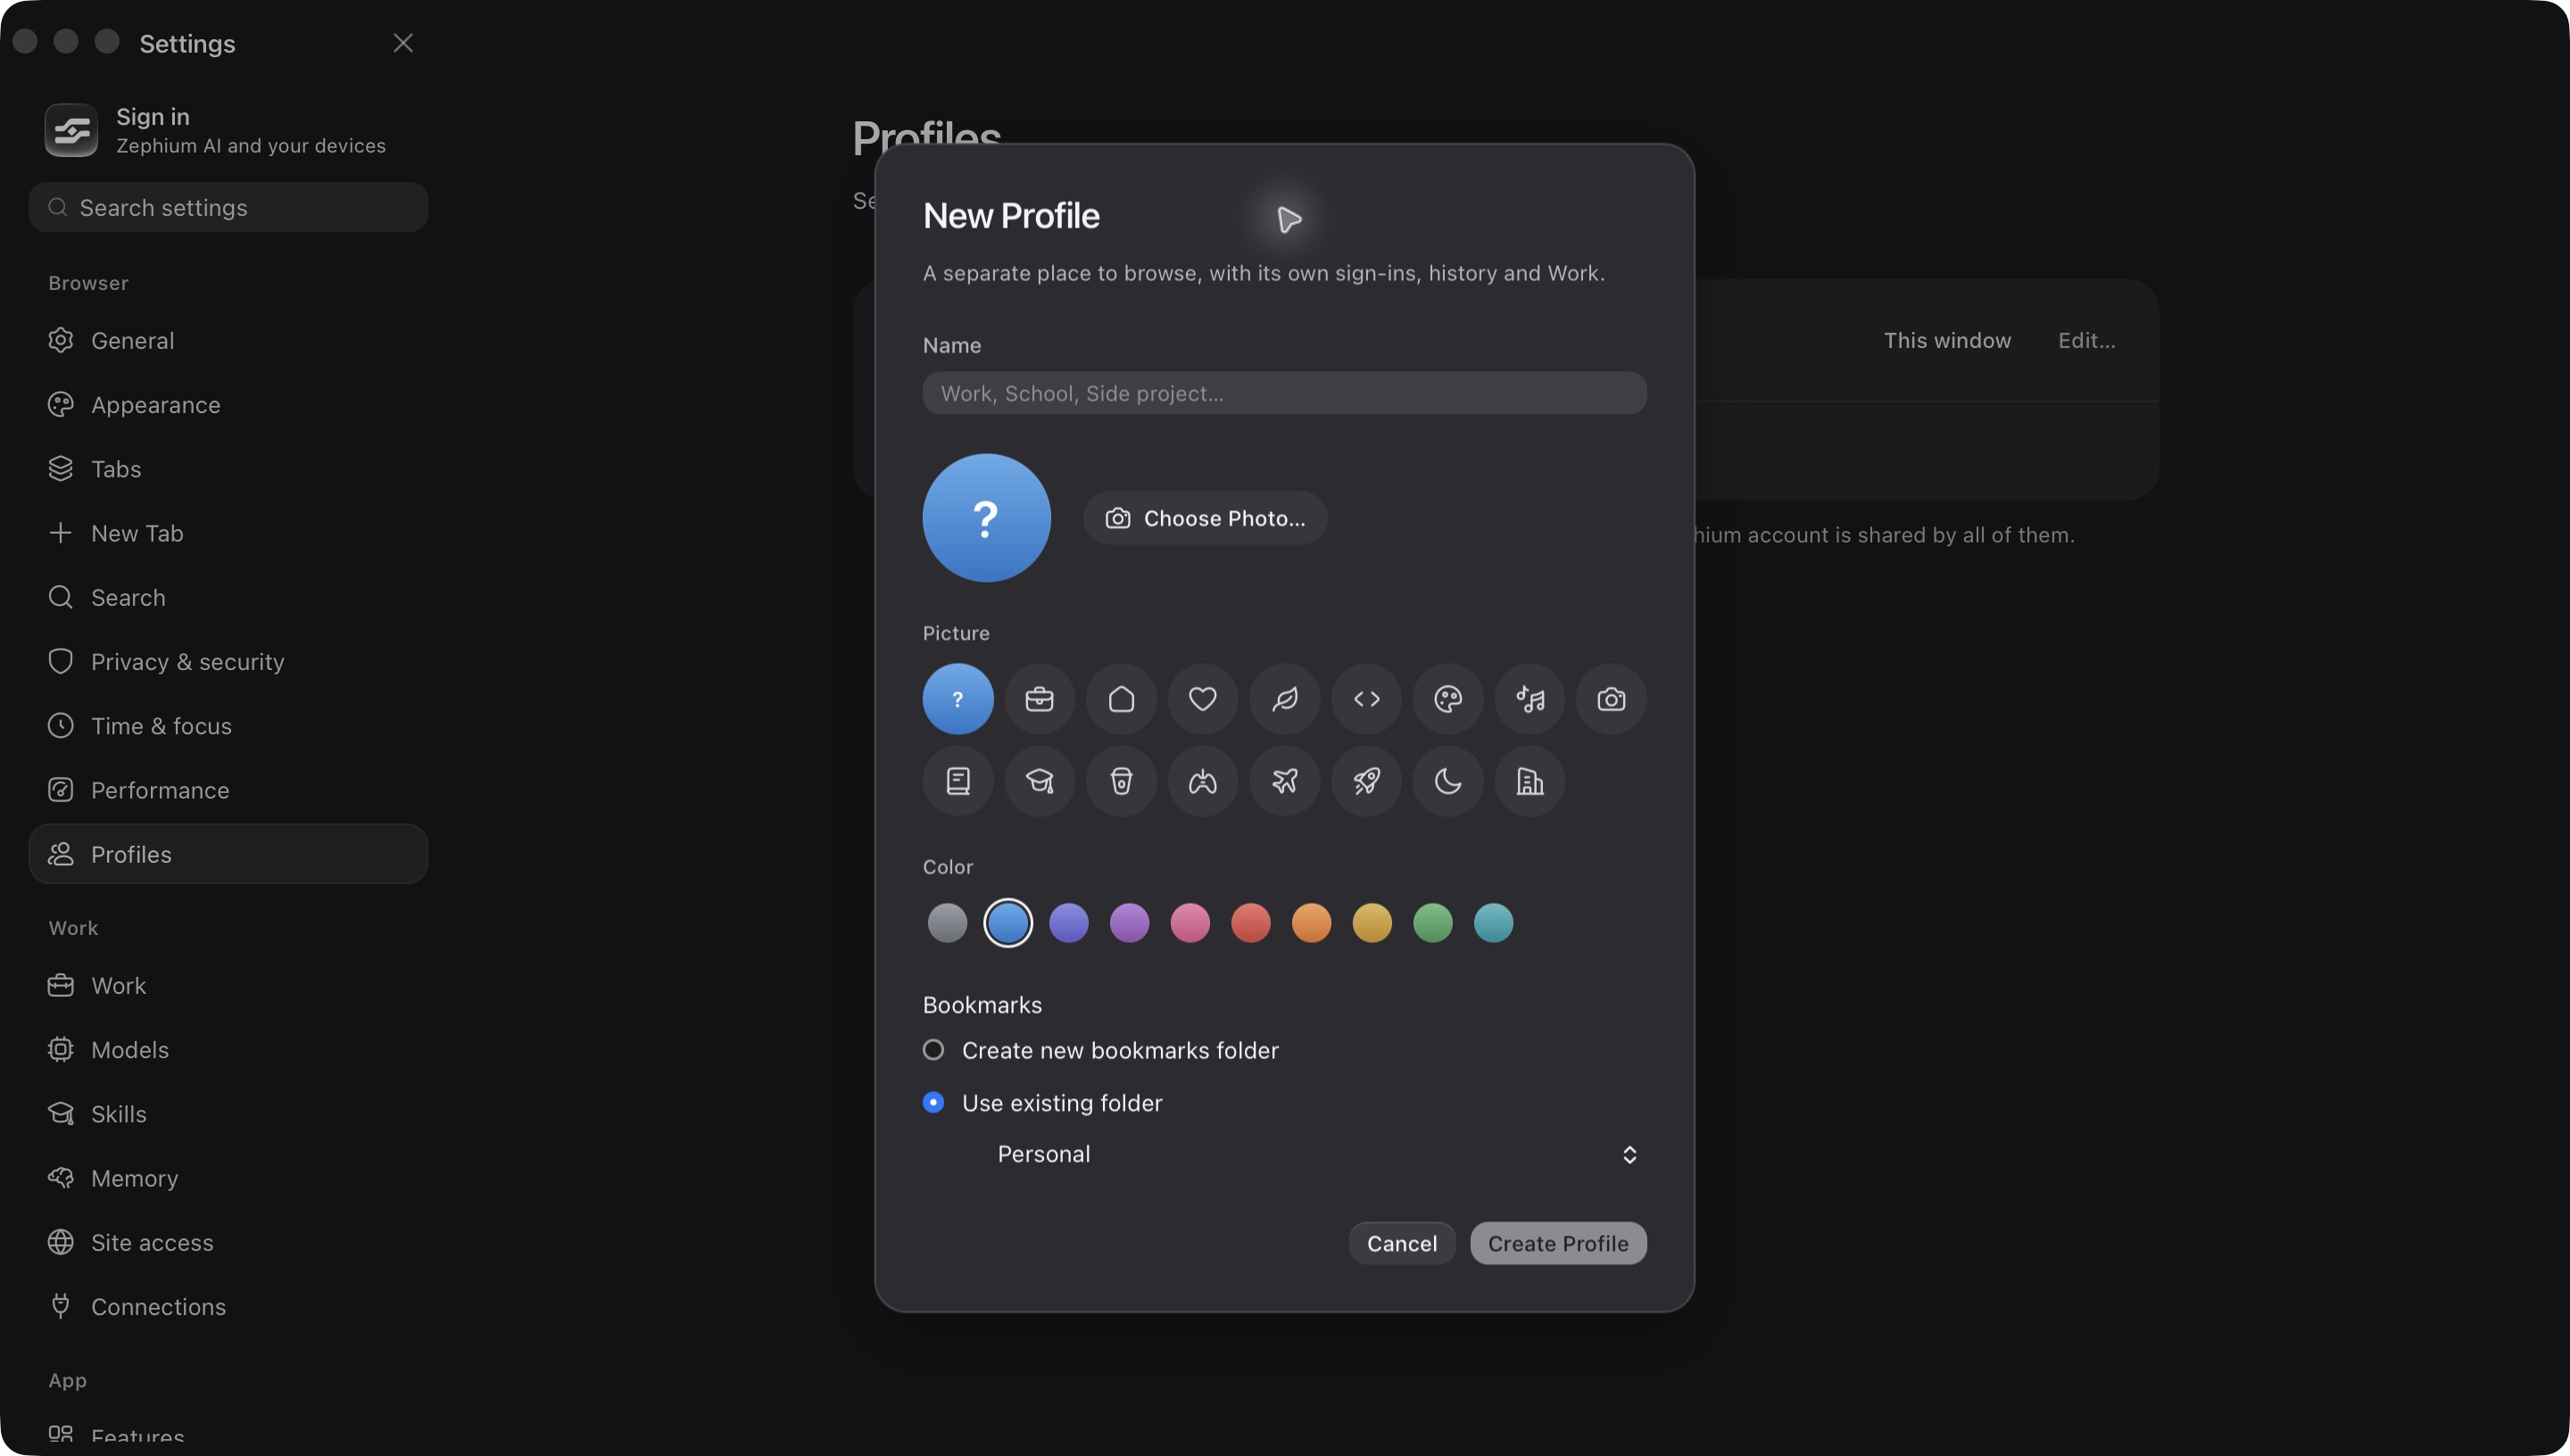 Settings
Sign in
Zephium AI and your devices
Search settings
Browser
General
Appearance
Tabs
New Tab
Search
Privacy & security
Time & focus
Performance
Profiles
Work
Work
Models
Skills
Memory
Site access
Connections
App
Features
Profiles
Se
This window
Edit...
hium account is shared by all of them.
New Profile
A separate place to browse, with its own sign-ins, history and Work.
Name
Work, School, Side project...
?
Choose Photo...
Picture
?
Color
Bookmarks
Create new bookmarks folder
Use existing folder
Personal
Cancel
Create Profile